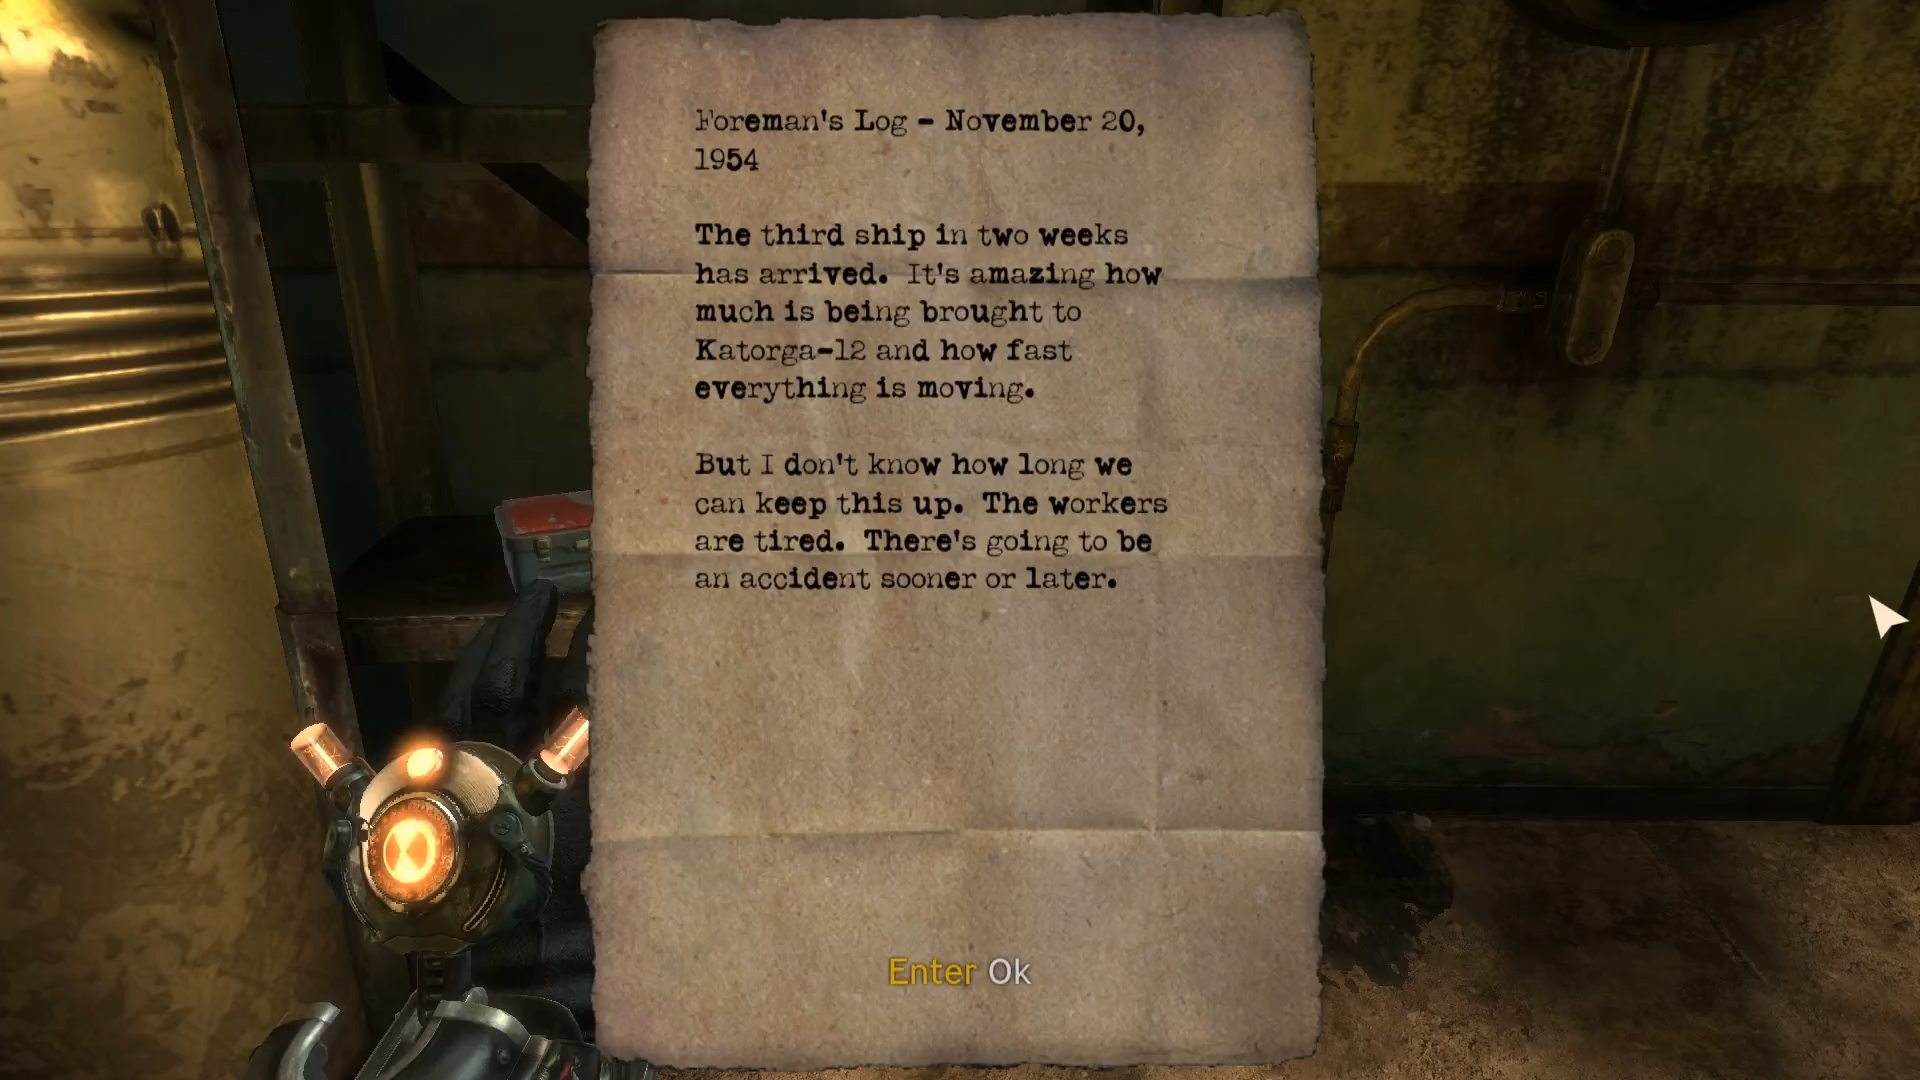 Foreman's Log - November 20,
1954
The third ship in two weeks
has arrived.  It's amazing how
much is being brought to
Katorga-12 and how fast
everything is moving.
But I don't know how long we
can keep this up.  The workers
are tired.  There's going to be
an accident sooner or later.
Enter Ok